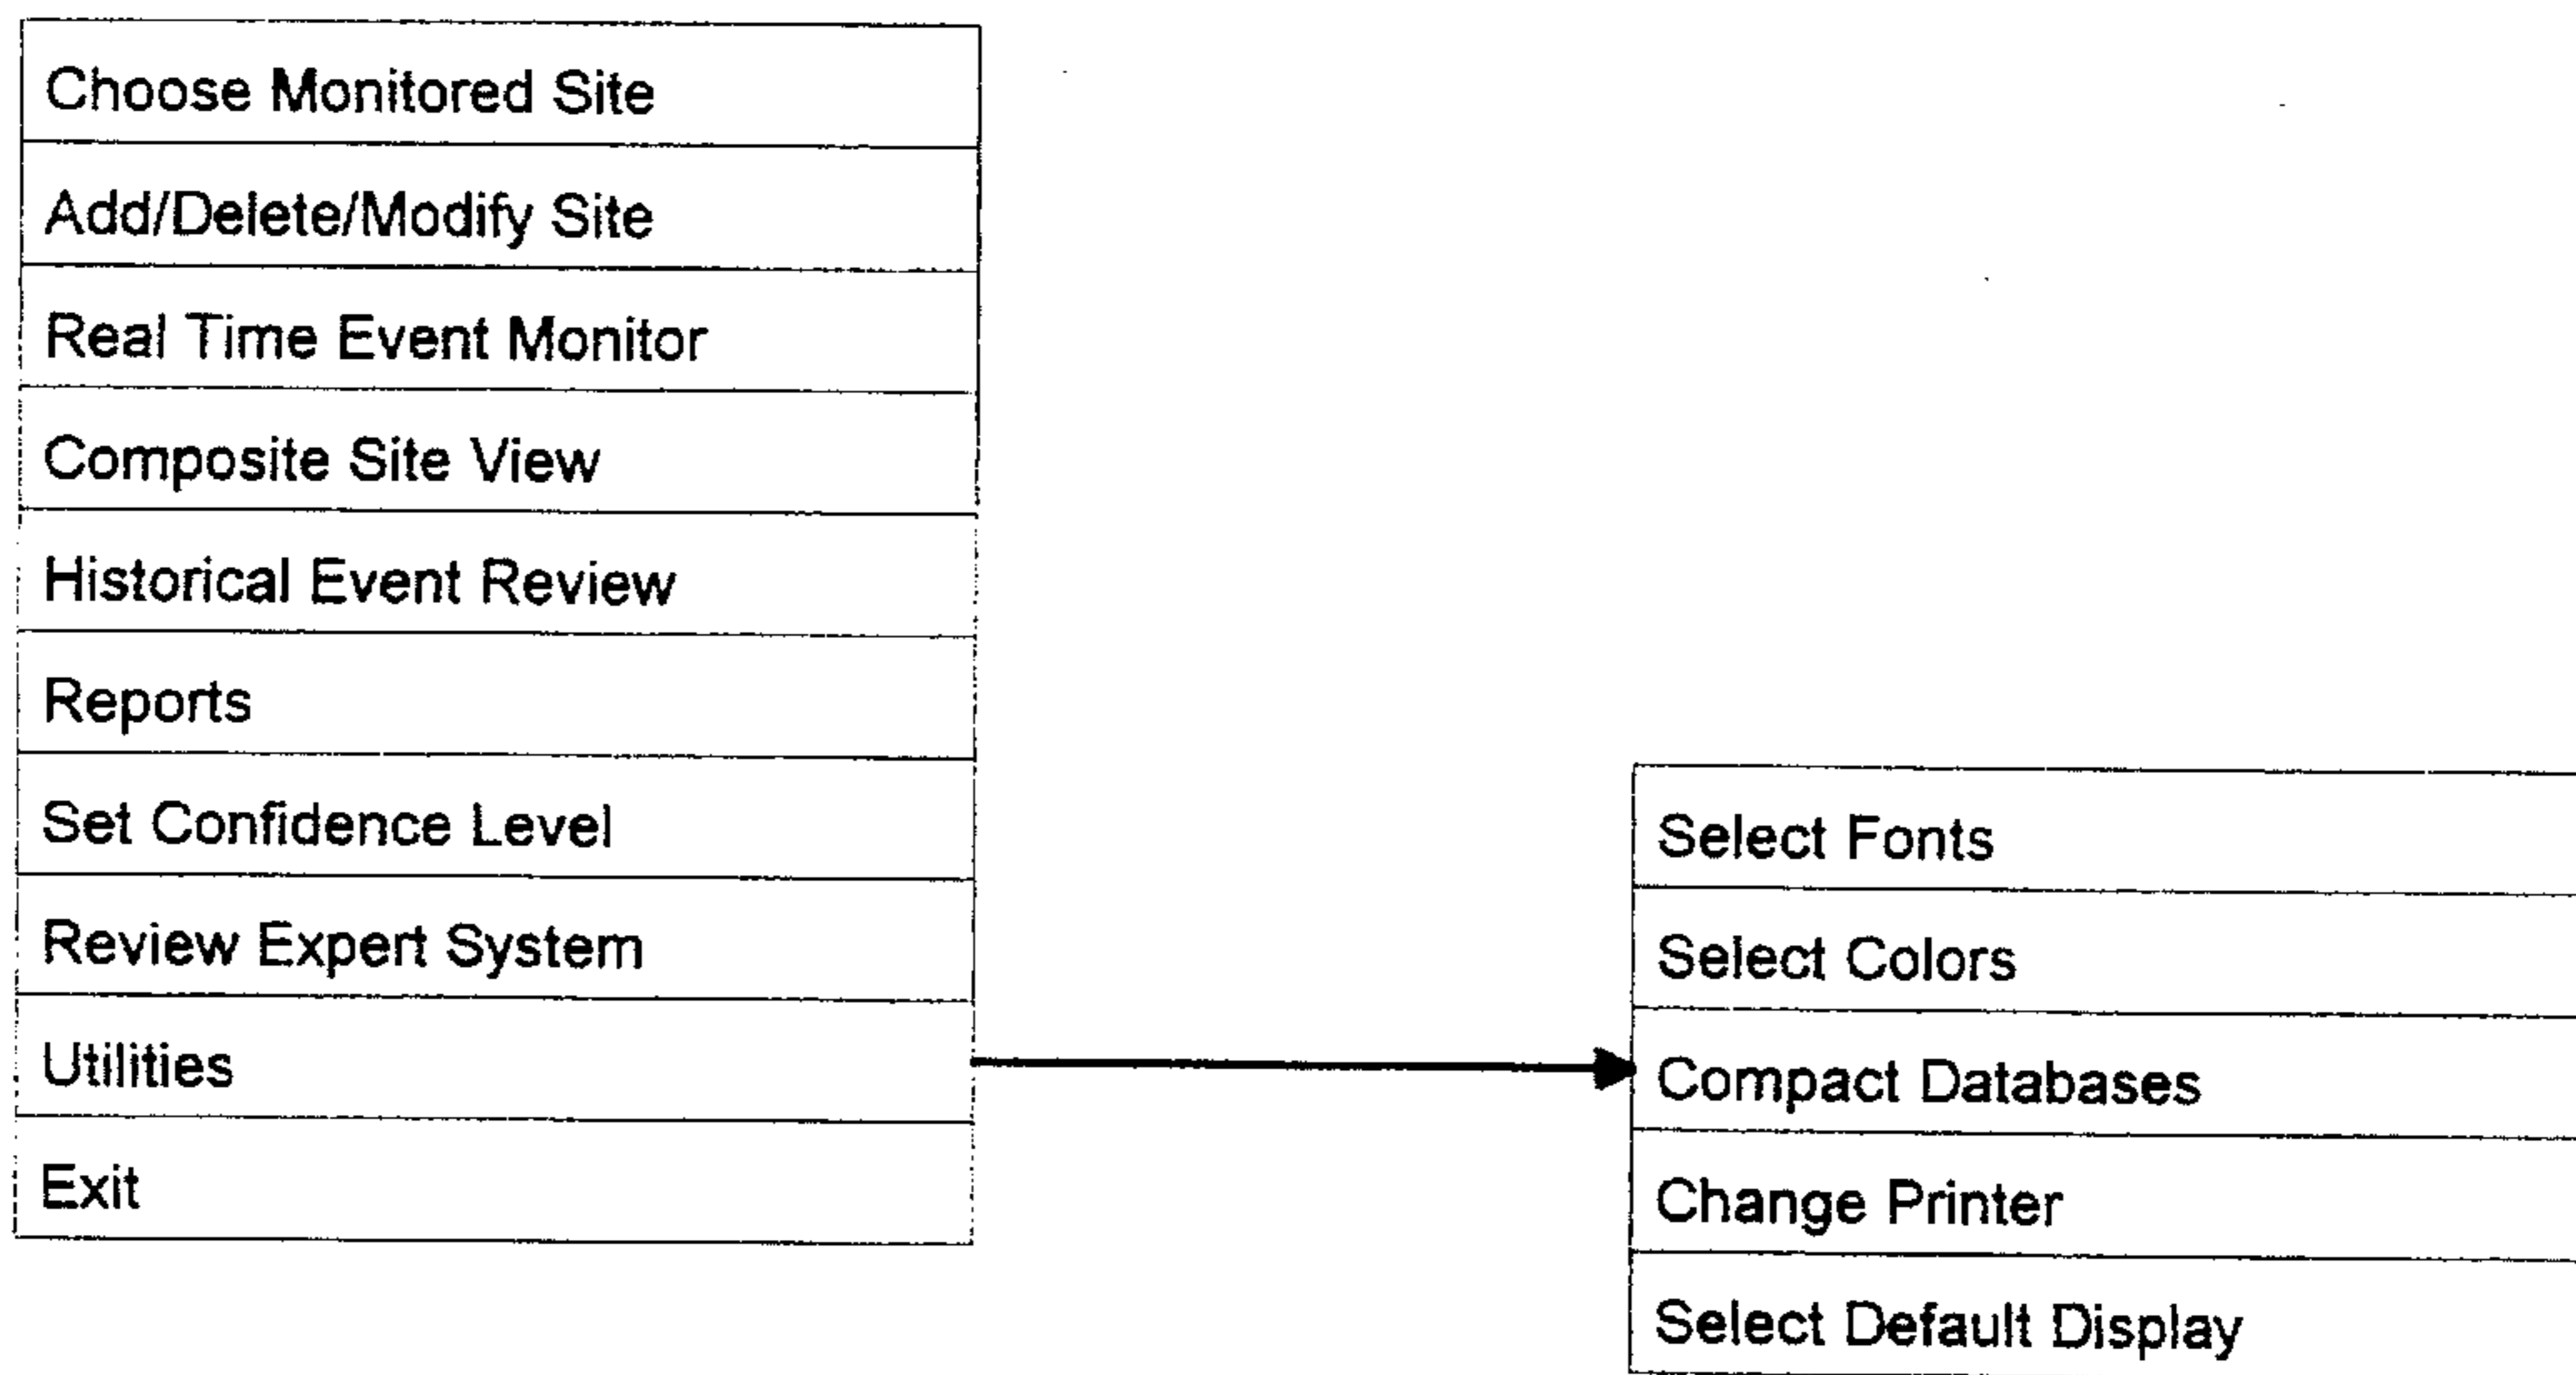 Choose Monitored Site
Add/Delete/Modify Site
Real Time Event Monitor
Composite Site View
Historical Event Review
Reports
Set Confidence Level
Review Expert System
Utilities
Exit
Select Fonts
Select Colors
Compact Databases
Change Printer
Select Default Display